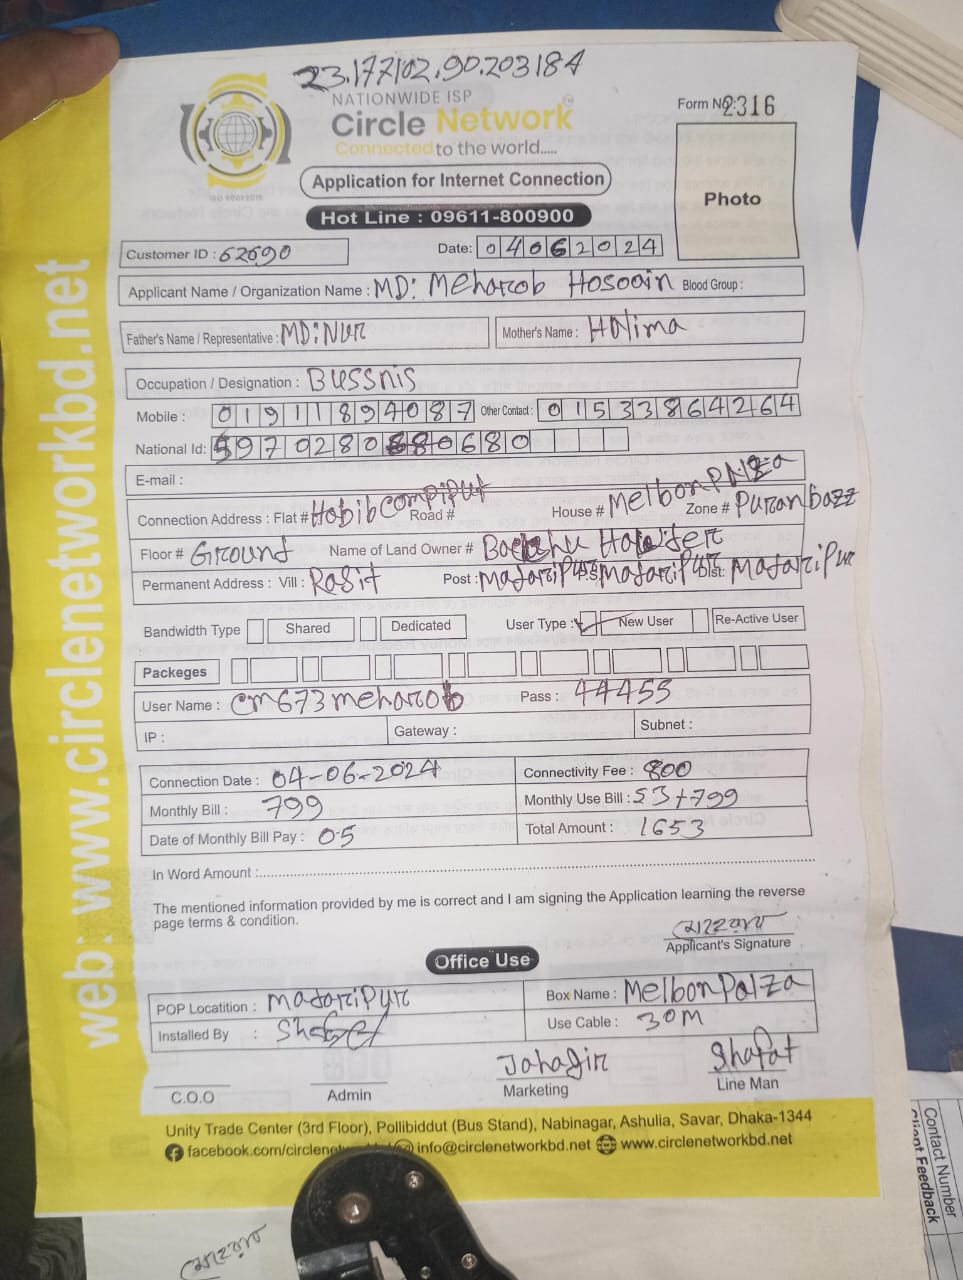 23.177102,90.203184
NATIONWIDE ISP
Circle Network
Connected to the world.....
ISO 9001:2015
Form No 2316
Photo
Application for Internet Connection
Hot Line : 09611-800900
Customer ID : 62690 Date: 04062024
Applicant Name / Organization Name : MD: Meharob Hosoain Blood Group :
Father's Name / Representative : MD: Nur Mother's Name : Halima
Occupation / Designation : Bussnis
Mobile : 01911894087 Other Contact : 01533864264
National Id:
E-mail :
Connection Address : Flat # Habib Compiput Road # House # Melbon Zone # Puran bazz
Floor # Ground Name of Land Owner #
Permanent Address : Vill : Post : Madaripur P.S: Madaripur Dist: Madaripur
Bandwidth Type Shared Dedicated User Type : New User Re-Active User
Packeges
User Name : cm673meharob Pass : 44455
IP : Gateway : Subnet :
Connection Date : 04-06-2024 Connectivity Fee : 800
Monthly Bill : 799 Monthly Use Bill : 53+799
Date of Monthly Bill Pay : 05 Total Amount : 1653
In Word Amount :
The mentioned information provided by me is correct and I am signing the Application learning the reverse
page terms & condition.
Applicant's Signature
Office Use
POP Locatition : Madaripur Box Name : Melbon Palza
Installed By : Use Cable : 30M
Jahagir Shafat
C.O.O Admin Marketing Line Man
Unity Trade Center (3rd Floor), Pollibiddut (Bus Stand), Nabinagar, Ashulia, Savar, Dhaka-1344
info@circlenetworkbd.net www.circlenetworkbd.net
web: www.circlenetworkbd.net
Contact Number
Client Feedback